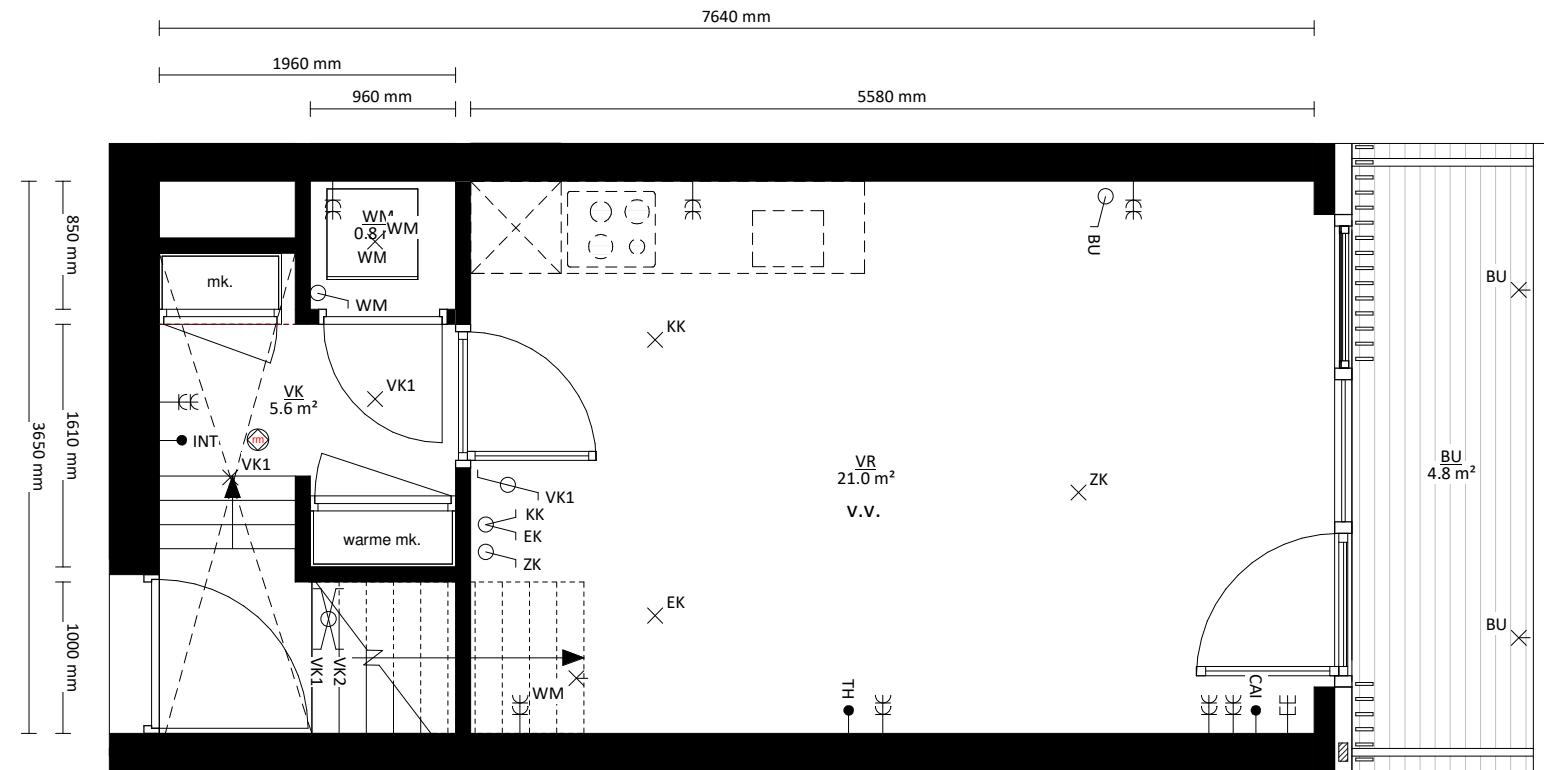 7640 mm
1960 mm
960 mm
5580 mm
850 mm
1610 mm
3650 mm
1000 mm
WM
0.8
WM
WM
WM
mk.
BU
BU
KK
VK
5.6 m²
VK1
INT
rm
VK1
VR
21.0 m²
v.v.
ZK
BU
4.8 m²
VK1
KK
EK
ZK
warme mk.
EK
BU
VK1
VK2
WM
TH
CAI